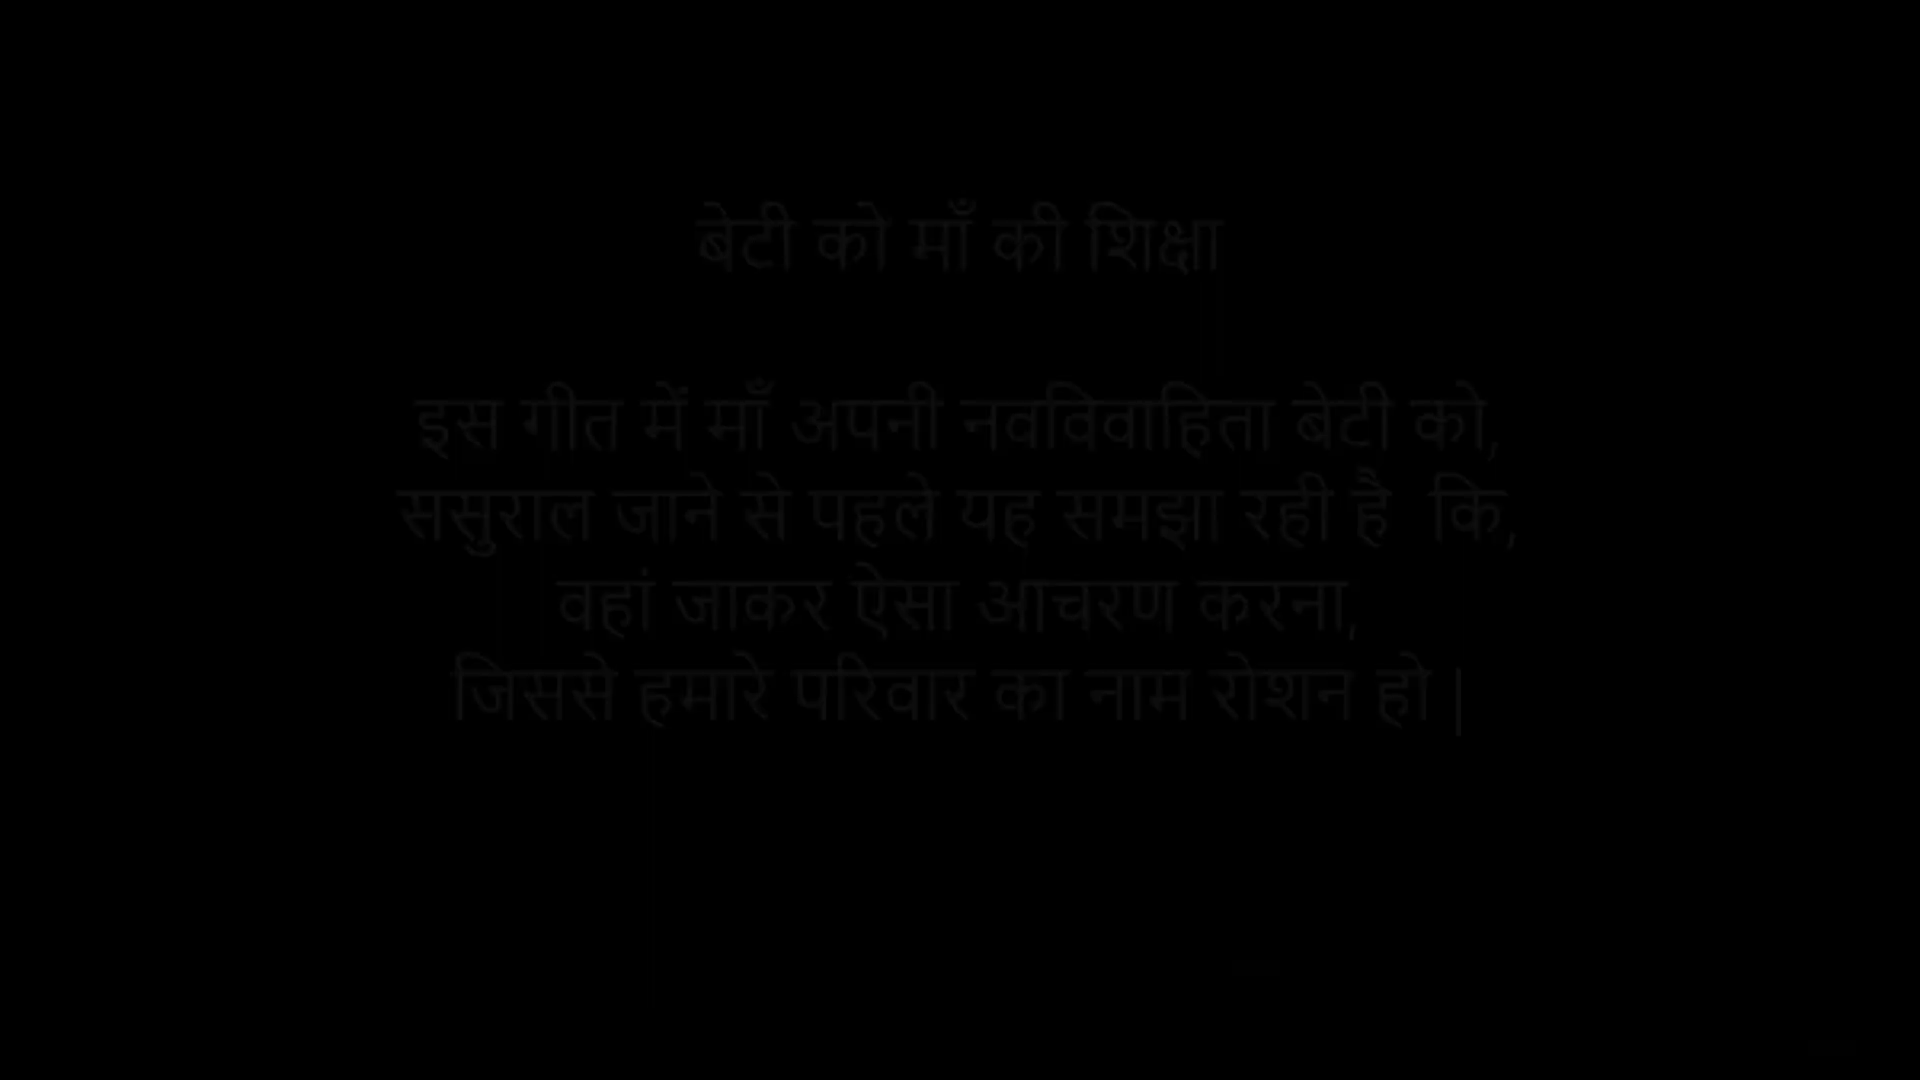 बेटी को माँ की शिक्षा
इस गीत में माँ अपनी नवविवाहिता बेटी को,
ससुराल जाने से पहले यह समझा रही है कि,
वहां जाकर ऐसा आचरण करना,
जिससे हमारे परिवार का नाम रोशन हो |